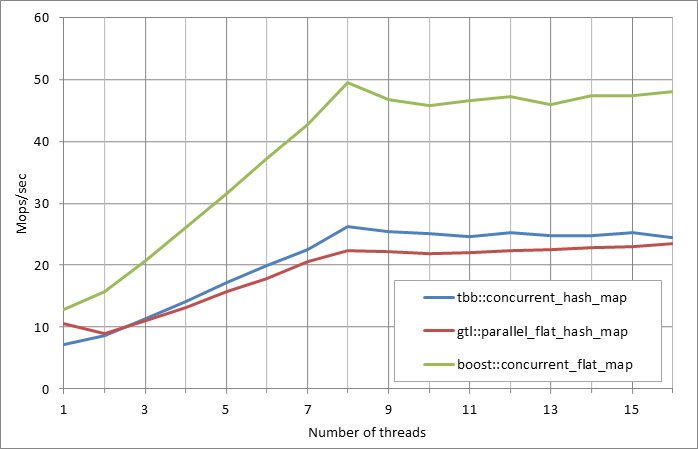 60
50
40
30
20
10
0
Mops/sec
tbb::concurrent_hash_map
gtl::parallel_flat_hash_map
boost::concurrent_flat_map
1 3 5 7 9 11 13 15
Number of threads